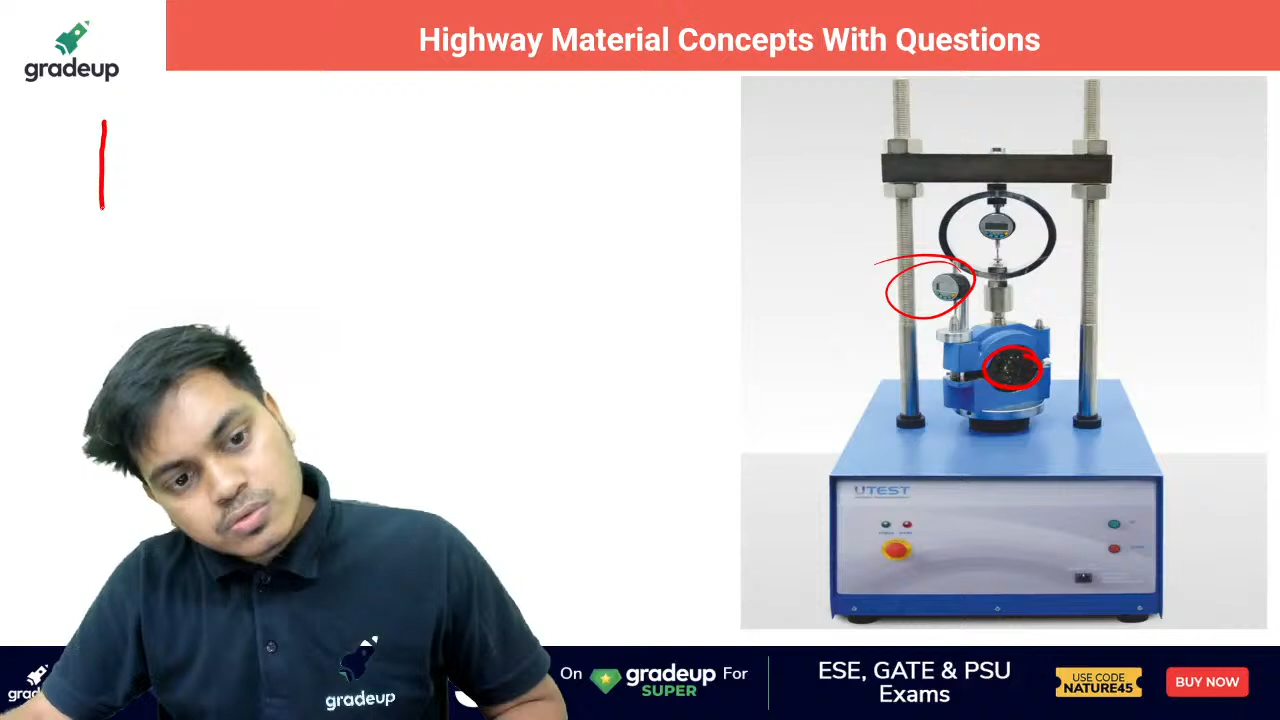 gradeup
Highway Material Concepts With Questions
UTEST
gradeup
On gradeup For
SUPER
ESE, GATE & PSU
Exams
USE CODE
NATURE45
BUY NOW